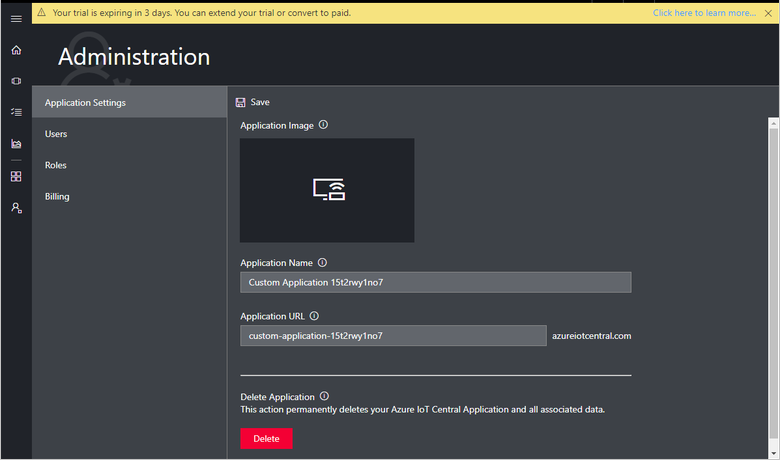 Your trial is expiring in 3 days. You can extend your trial or convert to paid.
Click here to learn more...
Administration
Application Settings
Users
Roles
Billing
Save
Application Image
Application Name
Custom Application 15t2rwy1no7
Application URL
custom-application-15t2rwy1no7
azureiotcentral.com
Delete Application
This action permanently deletes your Azure IoT Central Application and all associated data.
Delete